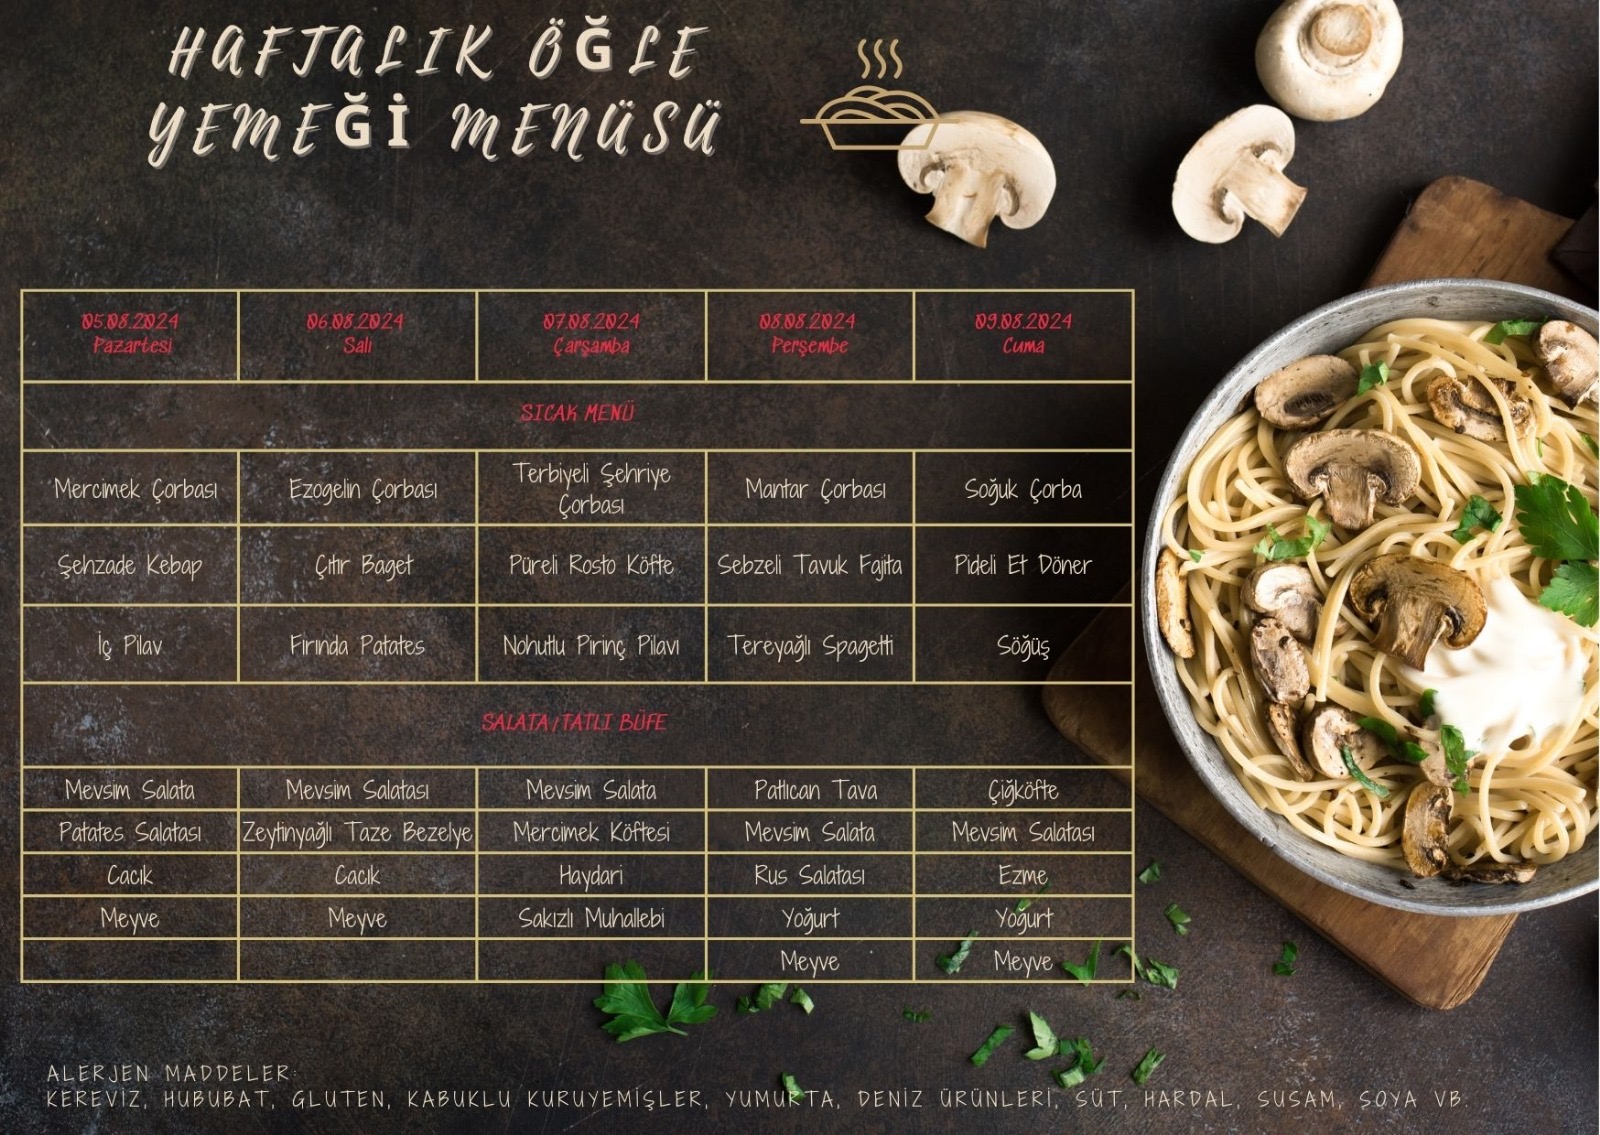 HAFTALIK ÖĞLE
YEMEĞİ MENÜSÜ
05.08.2024 06.08.2024 07.08.2024 08.08.2024 09.08.2024
Pazartesi Salı Çarşamba Perşembe Cuma
SICAK MENÜ
Mercimek Çorbası Ezogelin Çorbası Terbiyeli Şehriye Çorbası Mantar Çorbası Soğuk Çorba
Şehzade Kebap Çıtır Baget Püreli Rosto Köfte Sebzeli Tavuk Fajita Pideli Et Döner
İç Pilav Fırında Patates Nohutlu Pirinç Pilavı Tereyağlı Spagetti Söğüş
SALATA/TATLI BÜFE
Mevsim Salata Mevsim Salatası Mevsim Salata Patlıcan Tava Çiğköfte
Patates Salatası Zeytinyağlı Taze Bezelye Mercimek Köftesi Mevsim Salata Mevsim Salatası
Cacık Cacık Haydari Rus Salatası Ezme
Meyve Meyve Sakızlı Muhallebi Yoğurt Yoğurt
Meyve Meyve
ALERJEN MADDELER:
KEREVİZ, HUBUBAT, GLUTEN, KABUKLU KURUYEMİŞLER, YUMURTA, DENİZ ÜRÜNLERİ, SÜT, HARDAL, SUSAM, SOYA VB.